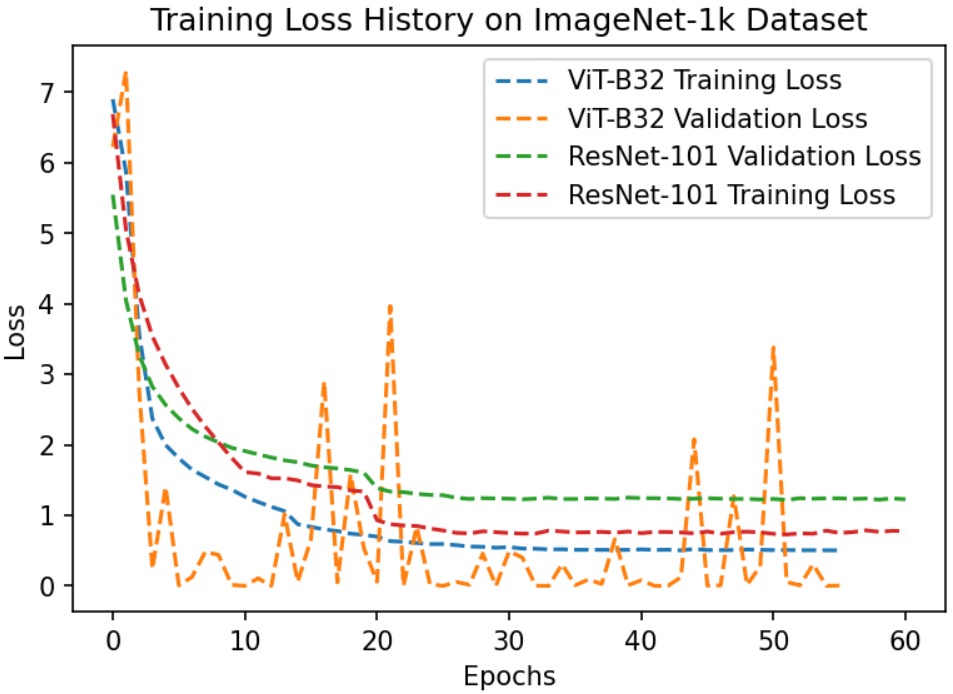 Training Loss History on ImageNet-1k Dataset
ViT-B32 Training Loss
ViT-B32 Validation Loss
ResNet-101 Validation Loss
ResNet-101 Training Loss
Loss
7
6
5
4
3
2
1
0
0 10 20 30 40 50 60
Epochs